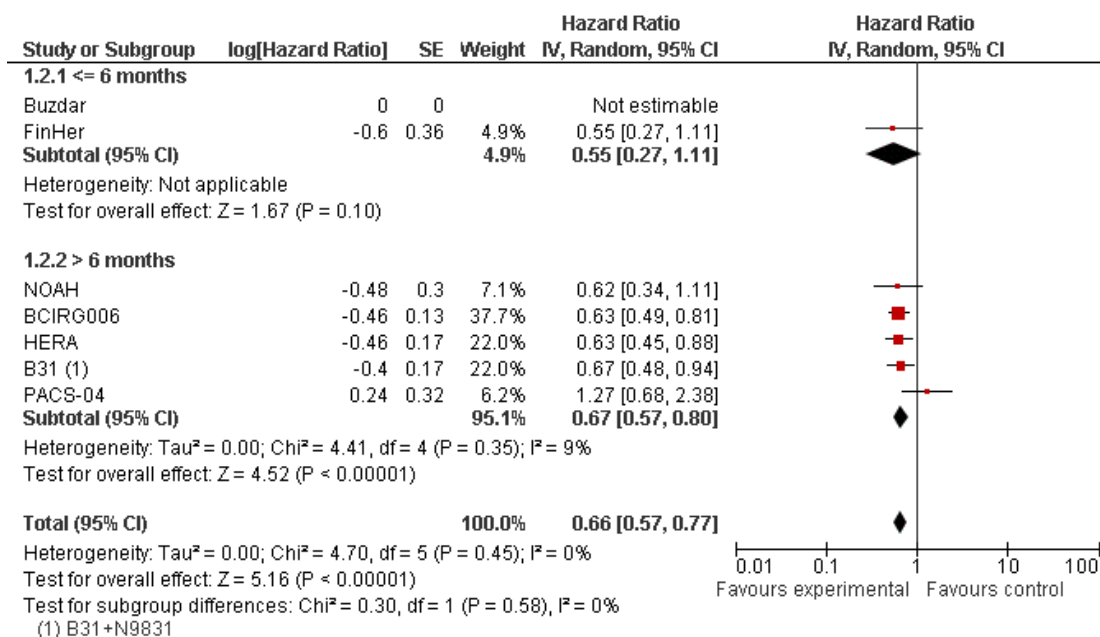 Hazard Ratio Hazard Ratio
Study or Subgroup log[Hazard Ratio] SE Weight IV, Random, 95% CI IV, Random, 95% CI
1.2.1 <= 6 months
Buzdar 0 0 Not estimable
FinHer -0.6 0.36 4.9% 0.55 [0.27, 1.11]
Subtotal (95% CI) 4.9% 0.55 [0.27, 1.11]
Heterogeneity: Not applicable
Test for overall effect: Z = 1.67 (P = 0.10)
1.2.2 > 6 months
NOAH -0.48 0.3 7.1% 0.62 [0.34, 1.11]
BCIRG006 -0.46 0.13 37.7% 0.63 [0.49, 0.81]
HERA -0.46 0.17 22.0% 0.63 [0.45, 0.88]
B31 (1) -0.4 0.17 22.0% 0.67 [0.48, 0.94]
PACS-04 0.24 0.32 6.2% 1.27 [0.68, 2.38]
Subtotal (95% CI) 95.1% 0.67 [0.57, 0.80]
Heterogeneity: Tau² = 0.00; Chi² = 4.41, df = 4 (P = 0.35); I² = 9%
Test for overall effect: Z = 4.52 (P < 0.00001)
Total (95% CI) 100.0% 0.66 [0.57, 0.77]
Heterogeneity: Tau² = 0.00; Chi² = 4.70, df = 5 (P = 0.45); I² = 0%
Test for overall effect: Z = 5.16 (P < 0.00001)
Test for subgroup differences: Chi² = 0.30, df = 1 (P = 0.58), I² = 0%
(1) B31+N9831
0.01 0.1 1 10 100
Favours experimental Favours control